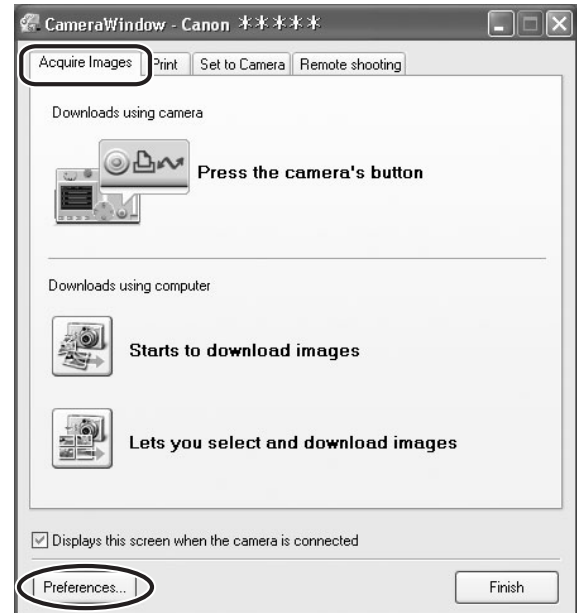 CameraWindow - Canon *****
Acquire Images Print Set to Camera Remote shooting
Downloads using camera
Press the camera's button
Downloads using computer
Starts to download images
Lets you select and download images
Displays this screen when the camera is connected
Preferences... Finish